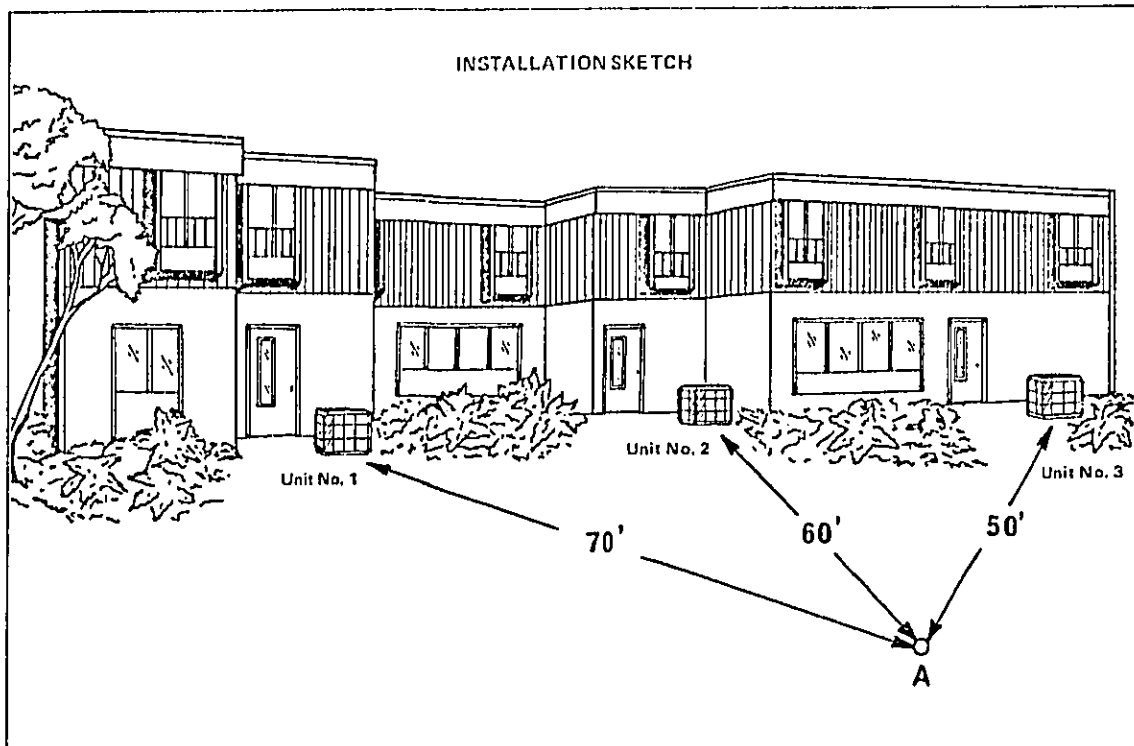 INSTALLATION SKETCH
Unit No. 1
Unit No. 2
Unit No. 3
70'
60'
50'
A